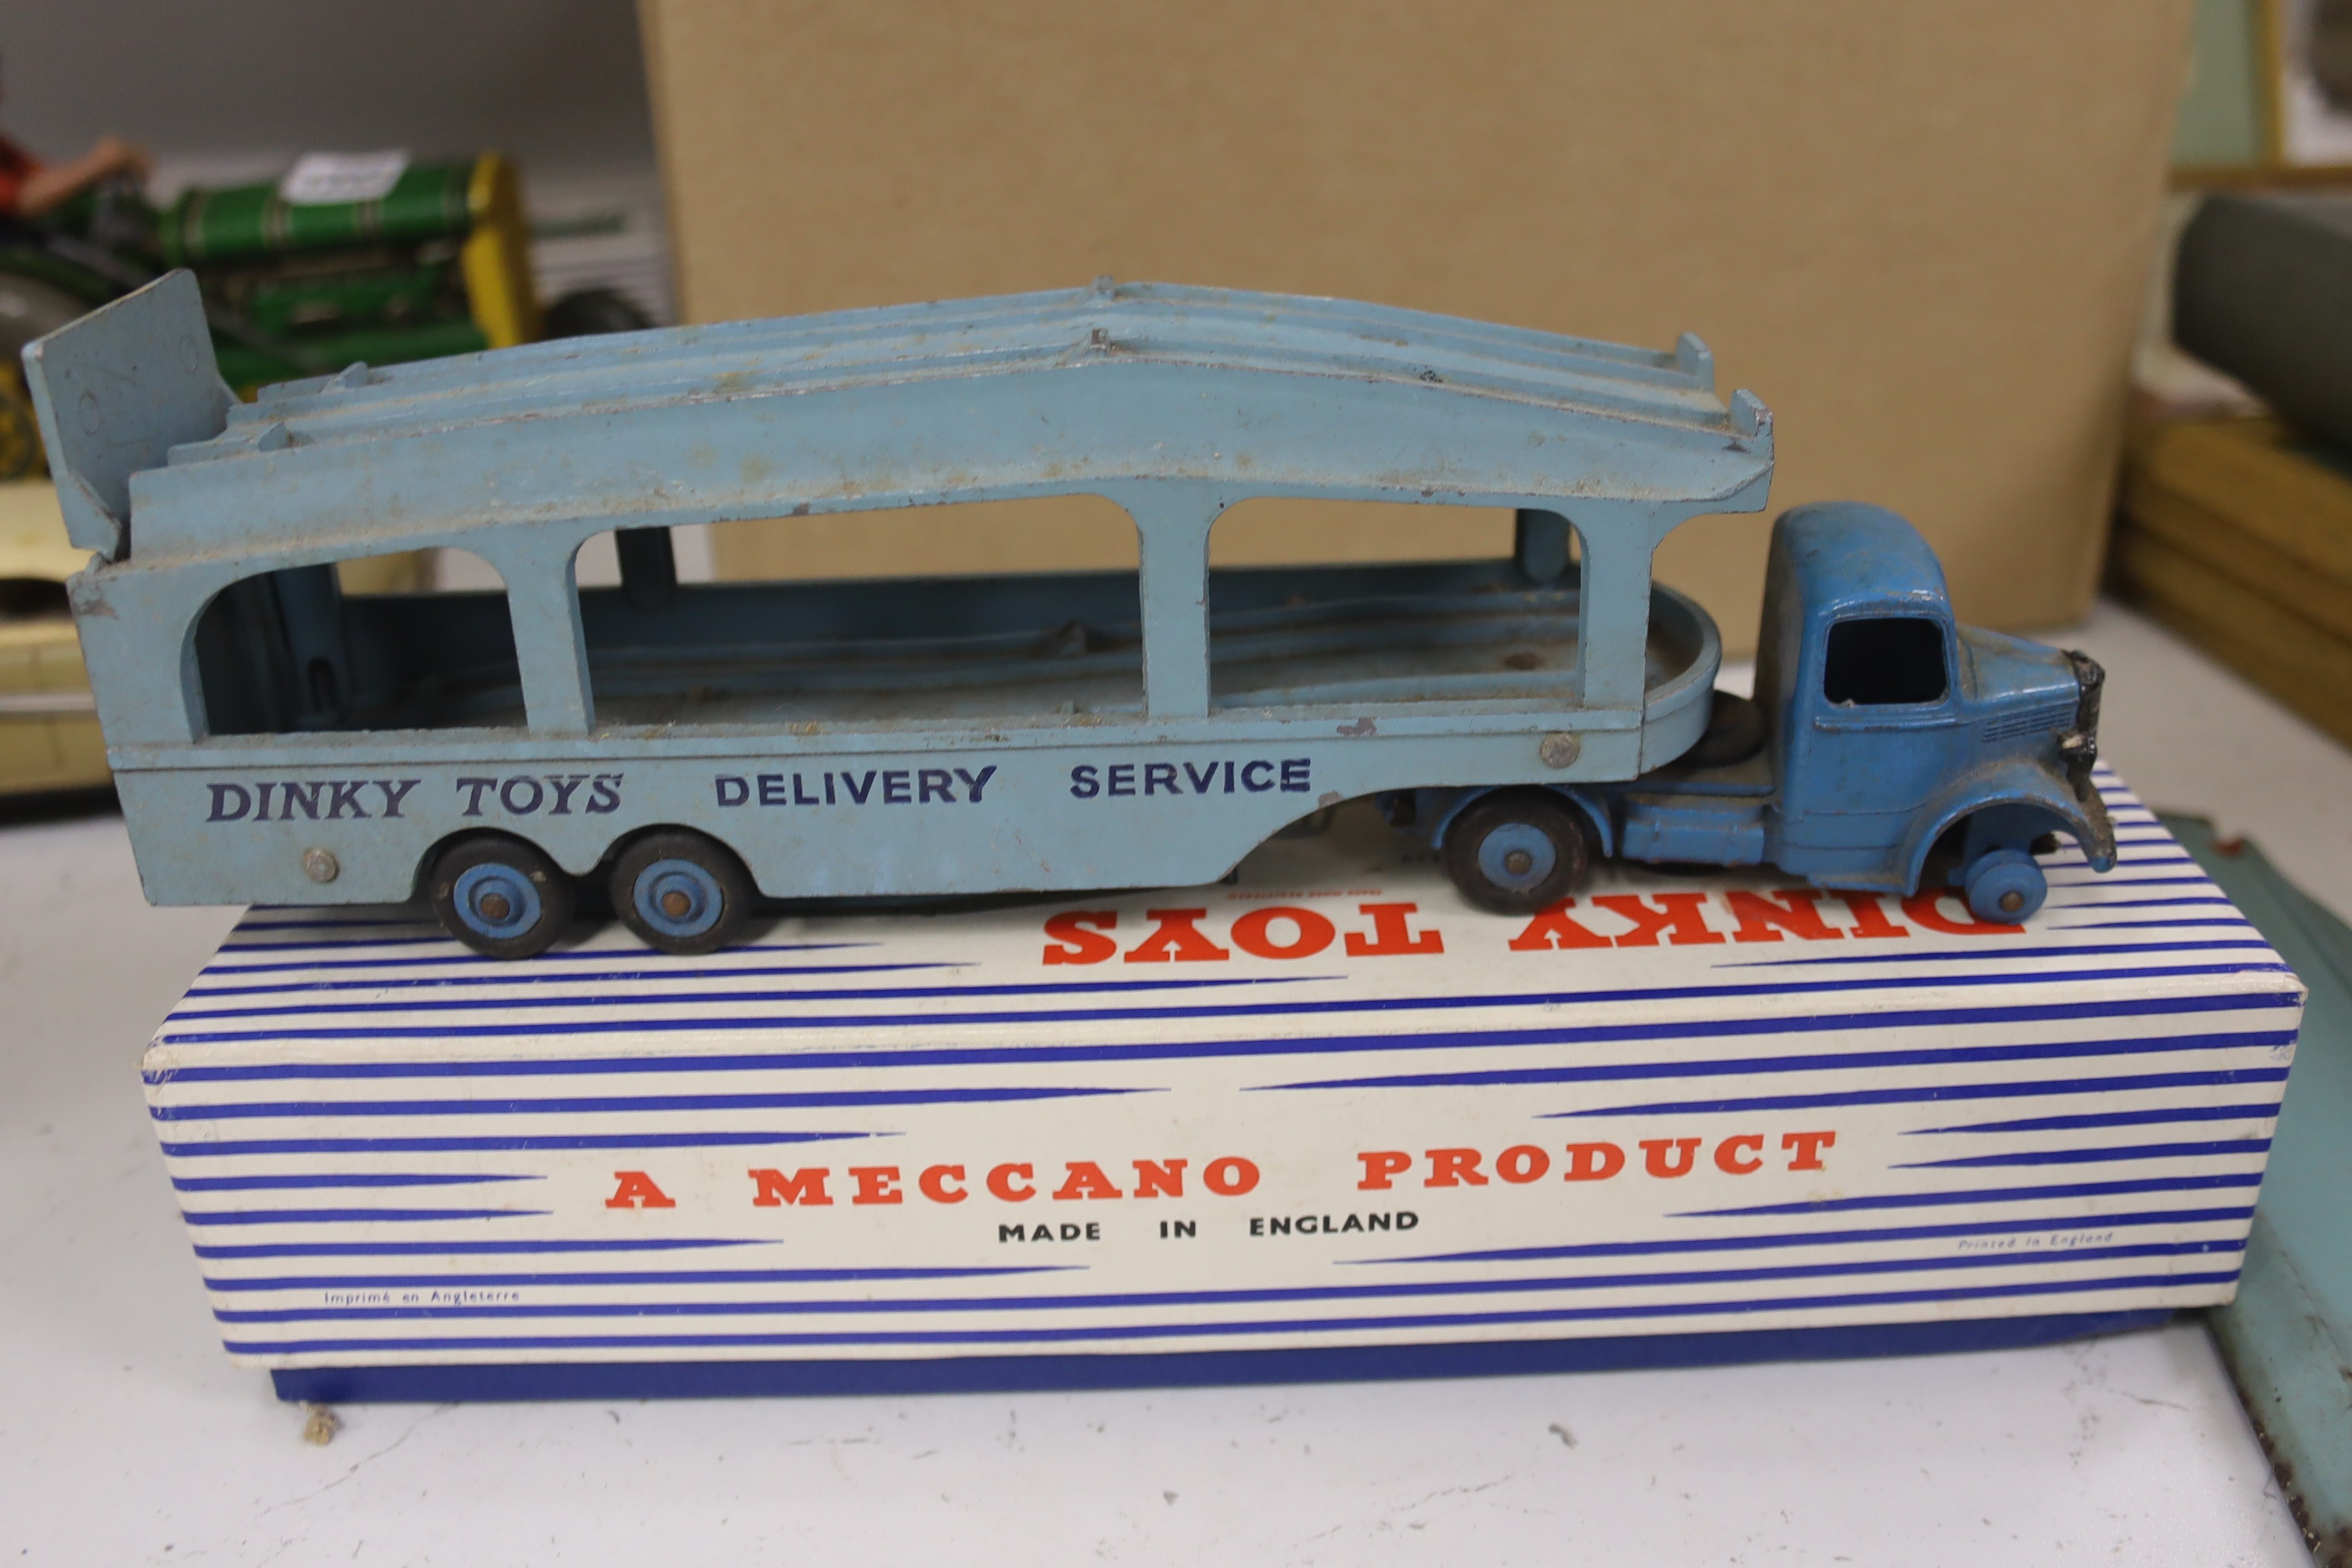 DINKY TOYS DELIVERY SERVICE
DINKY TOYS
A MECCANO PRODUCT
MADE IN ENGLAND
Printed in England
Imprimé en Angleterre